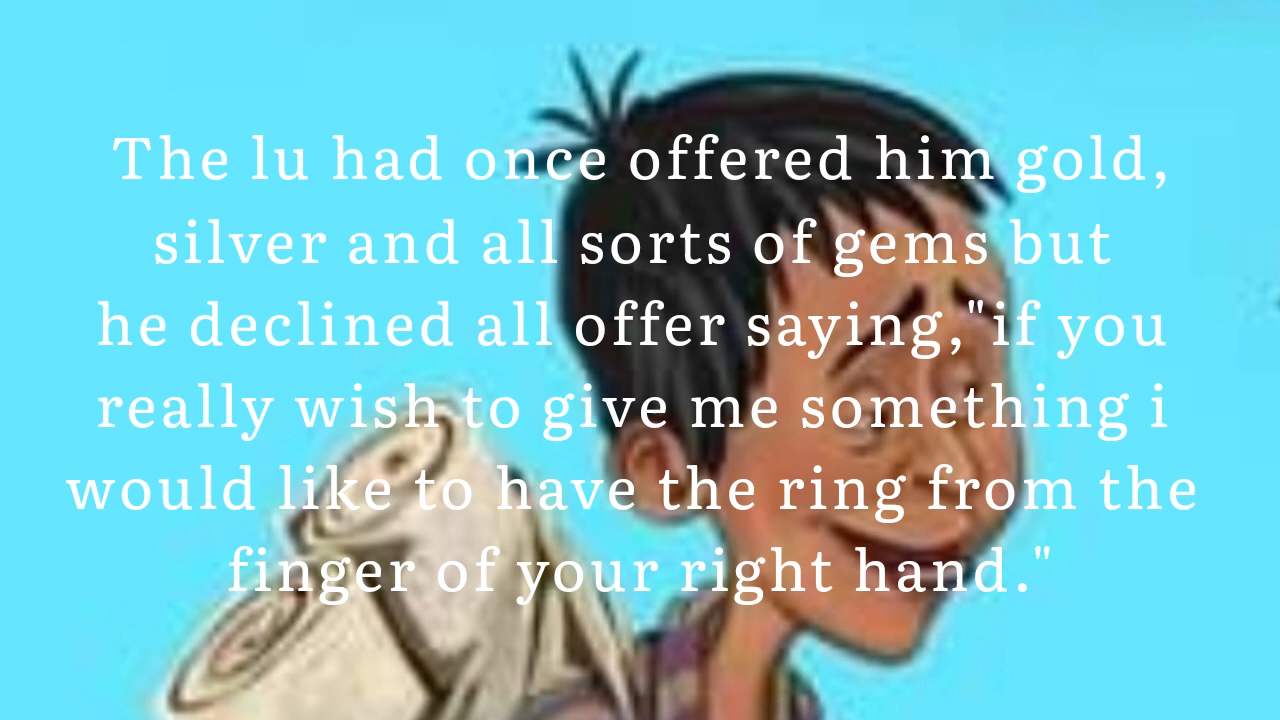 The lu had once offered him gold,
silver and all sorts of gems but
he declined all offer saying,"if you
really wish to give me something i
would like to have the ring from the
finger of your right hand."